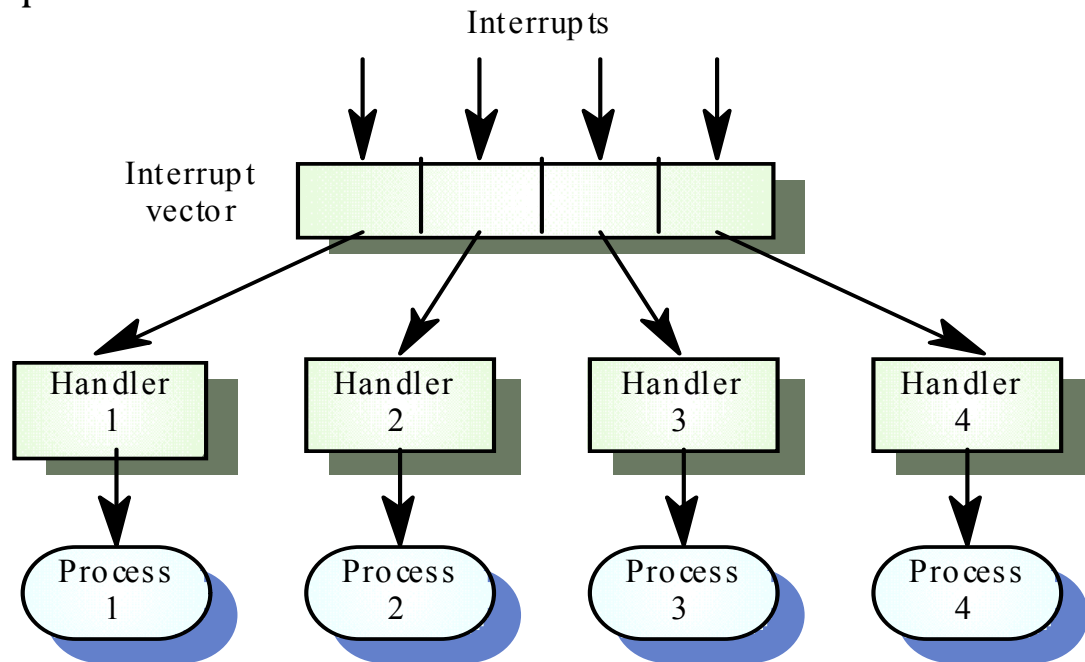 Interrupts
Interrupt
vector
Handler
1
Handler
2
Handler
3
Handler
4
Process
1
Process
2
Process
3
Process
4